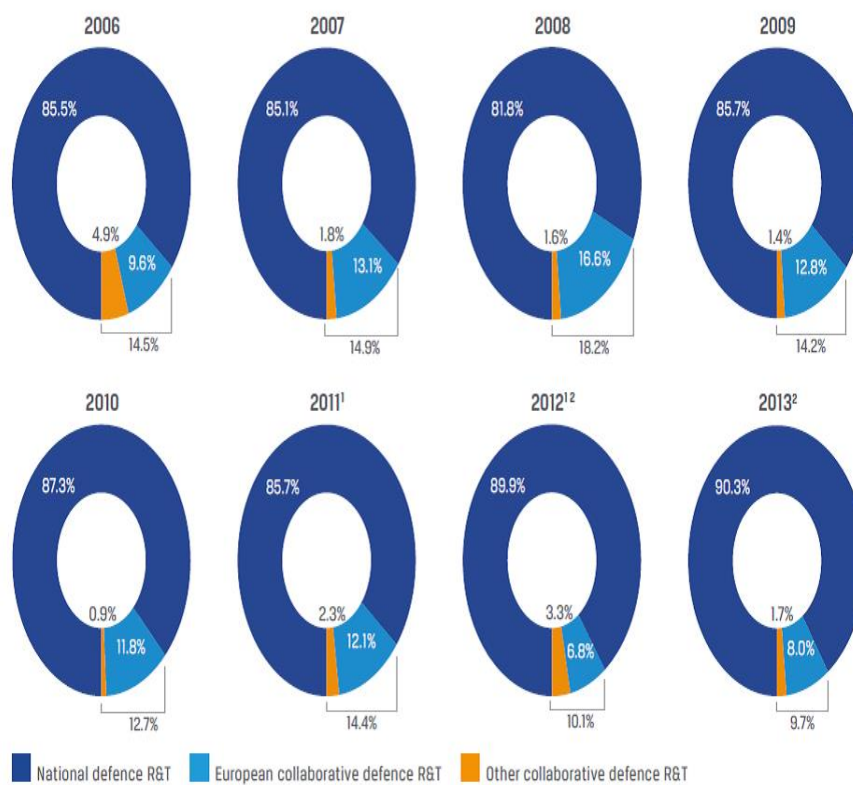 2006 2007 2008 2009
85.5% 85.1% 81.8% 85.7%
4.9% 1.8% 1.6% 1.4%
9.6% 13.1% 16.6% 12.8%
14.5% 14.9% 18.2% 14.2%
2010 2011¹ 2012¹ ² 2013²
87.3% 85.7% 89.9% 90.3%
0.9% 2.3% 3.3% 1.7%
11.8% 12.1% 6.8% 8.0%
12.7% 14.4% 10.1% 9.7%
National defence R&T European collaborative defence R&T Other collaborative defence R&T